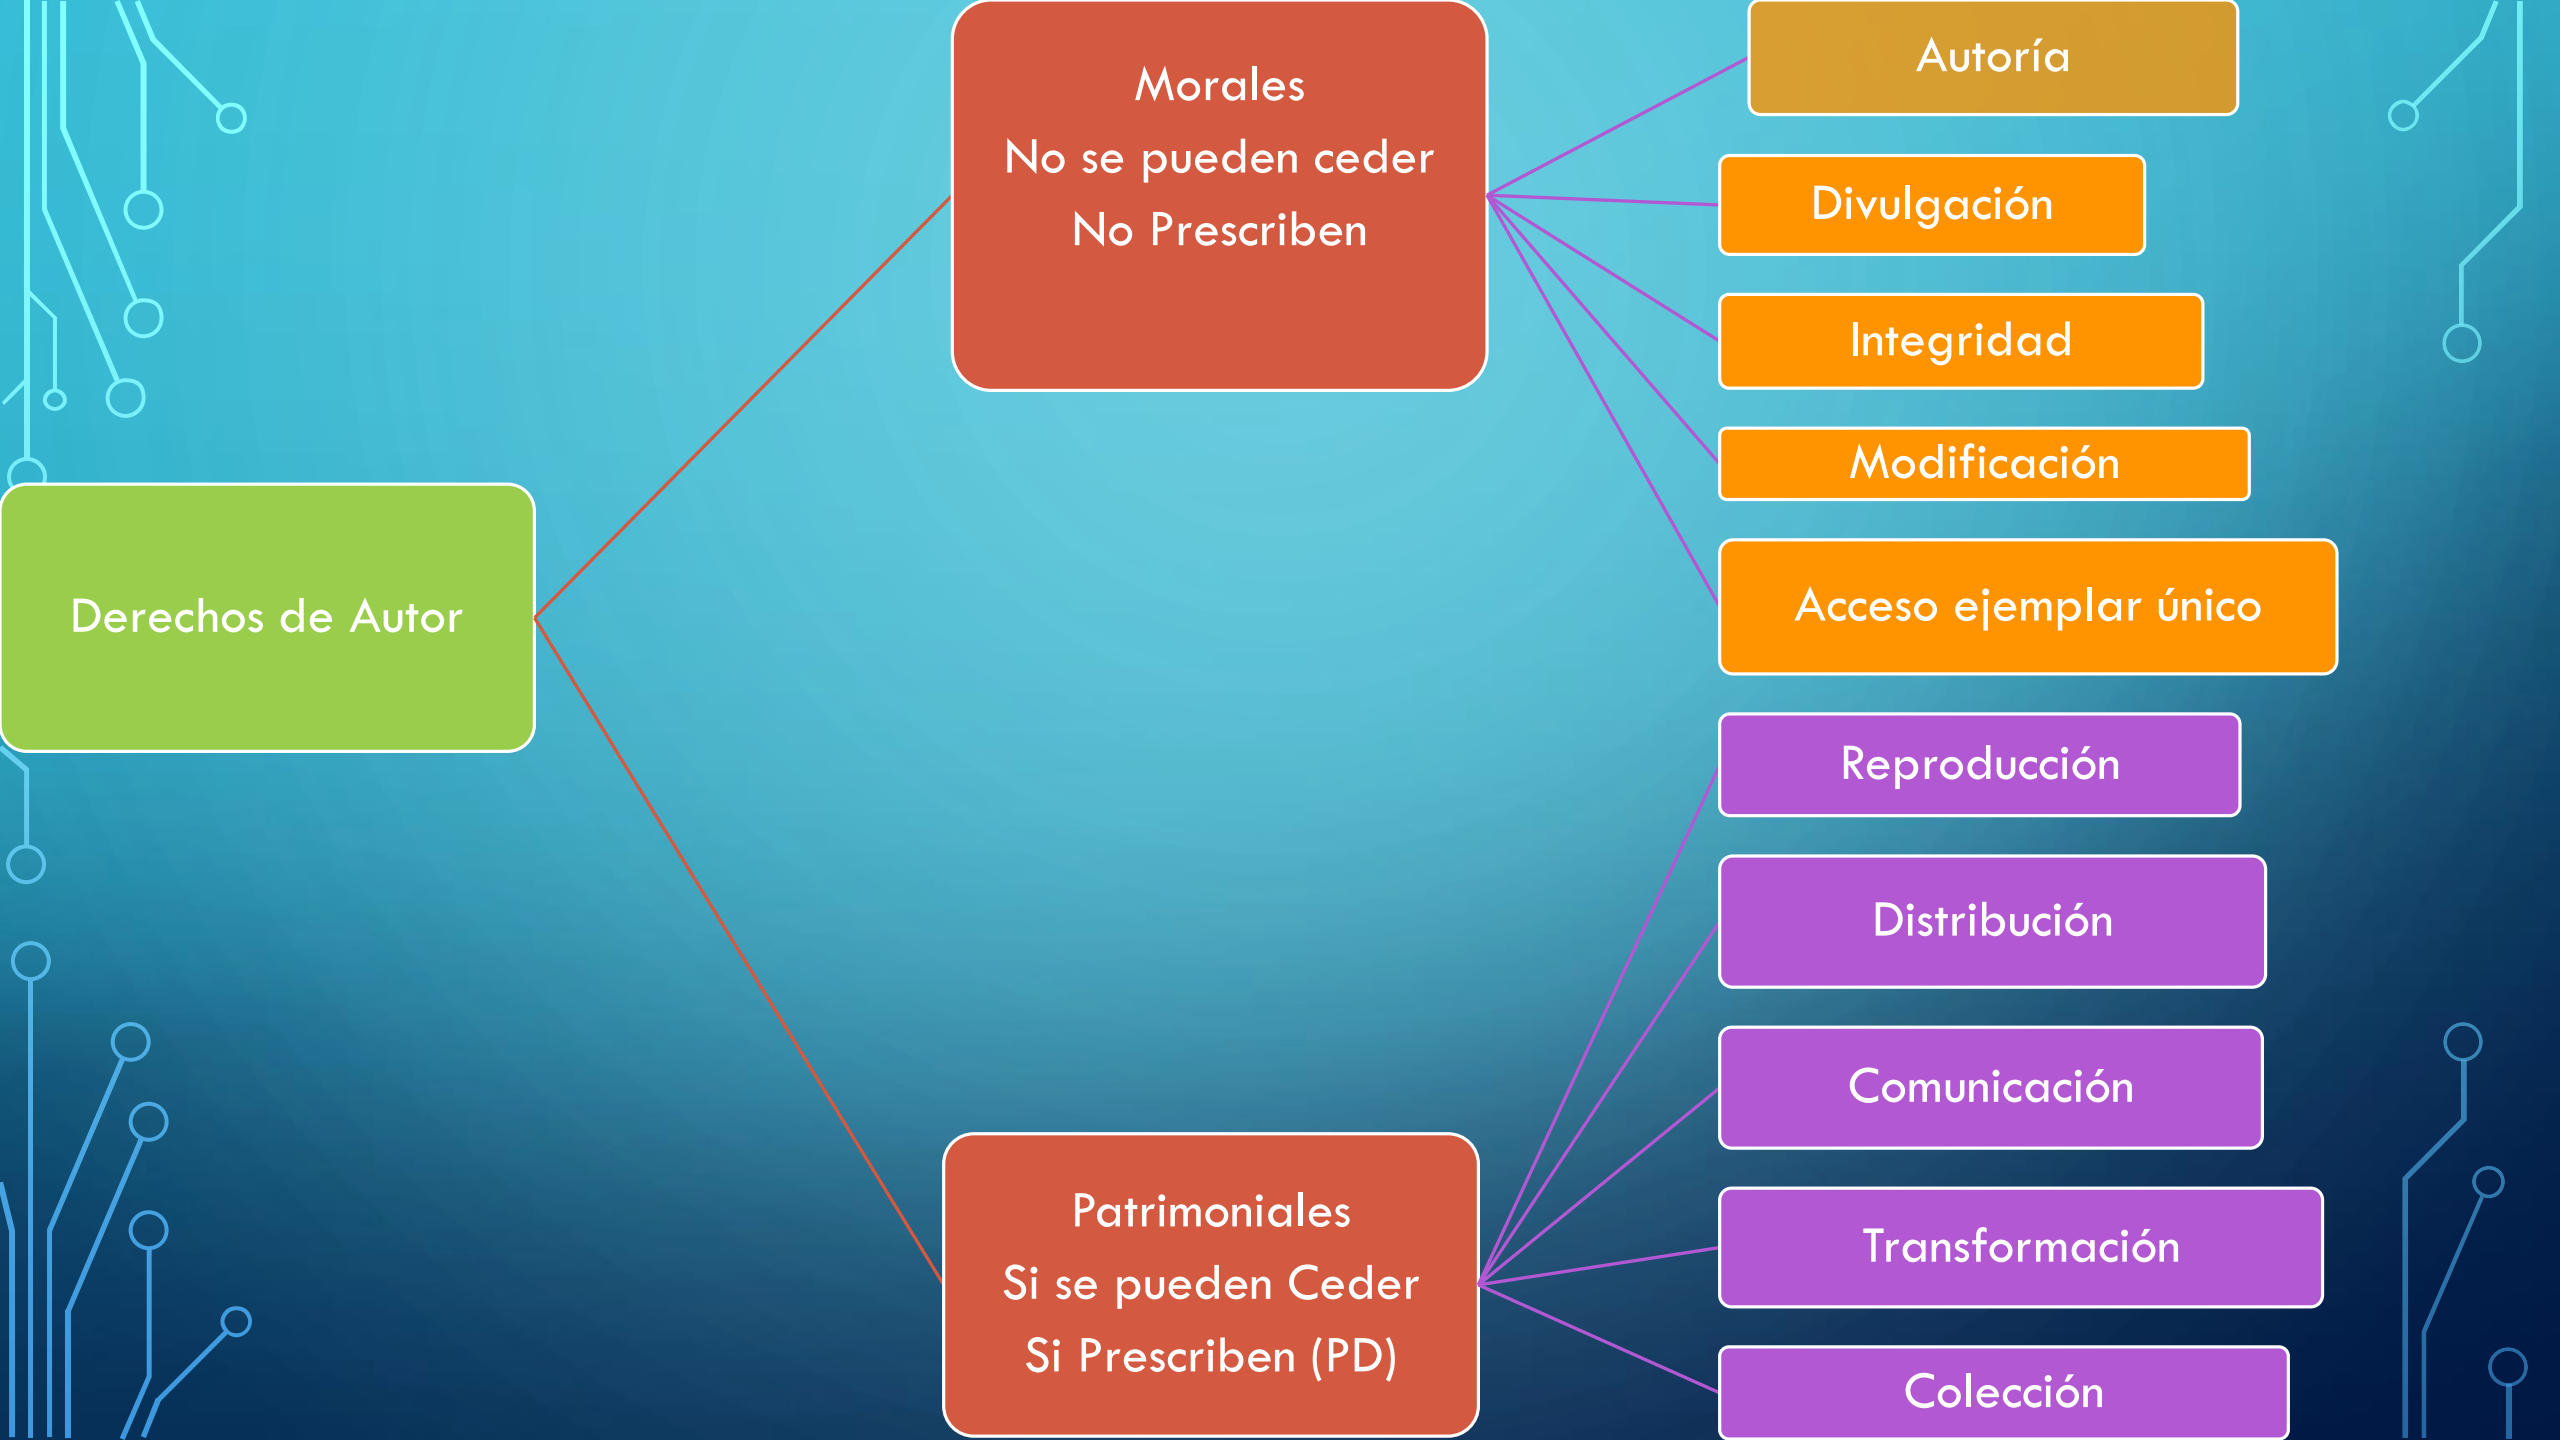 Derechos de Autor
Morales
No se pueden ceder
No Prescriben
Autoría
Divulgación
Integridad
Modificación
Acceso ejemplar único
Patrimoniales
Si se pueden Ceder
Si Prescriben (PD)
Reproducción
Distribución
Comunicación
Transformación
Colección